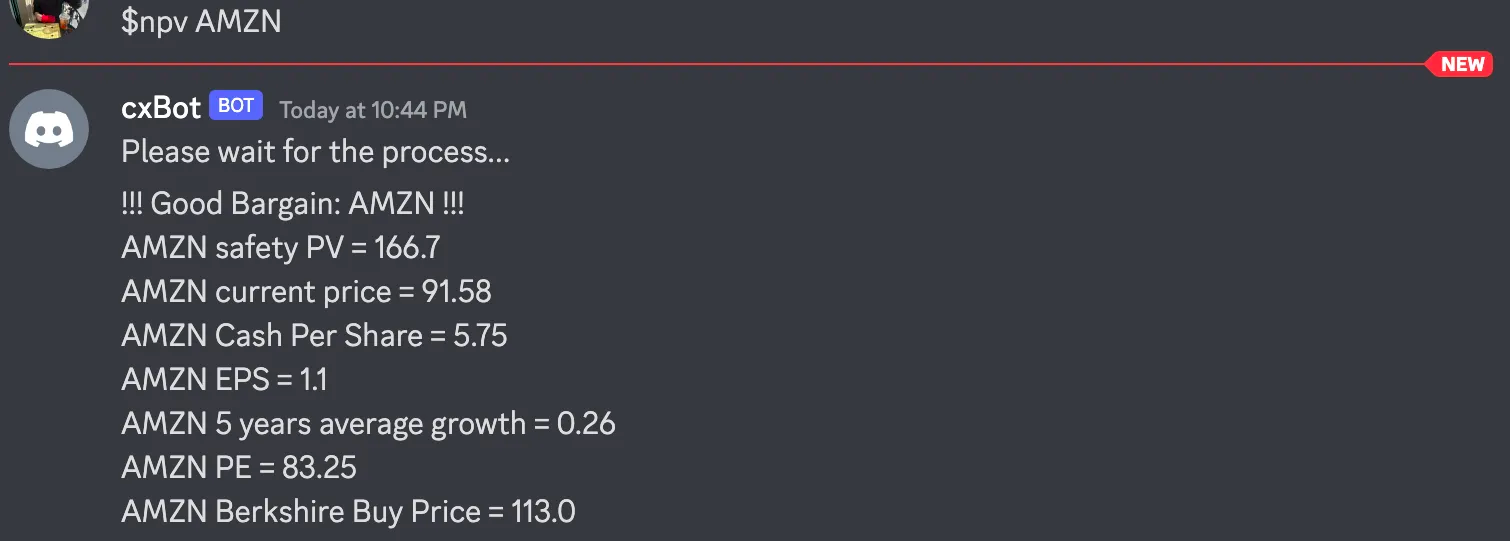 $npv AMZN
NEW
cxBot BOT Today at 10:44 PM
Please wait for the process...
!!! Good Bargain: AMZN !!!
AMZN safety PV = 166.7
AMZN current price = 91.58
AMZN Cash Per Share = 5.75
AMZN EPS = 1.1
AMZN 5 years average growth = 0.26
AMZN PE = 83.25
AMZN Berkshire Buy Price = 113.0